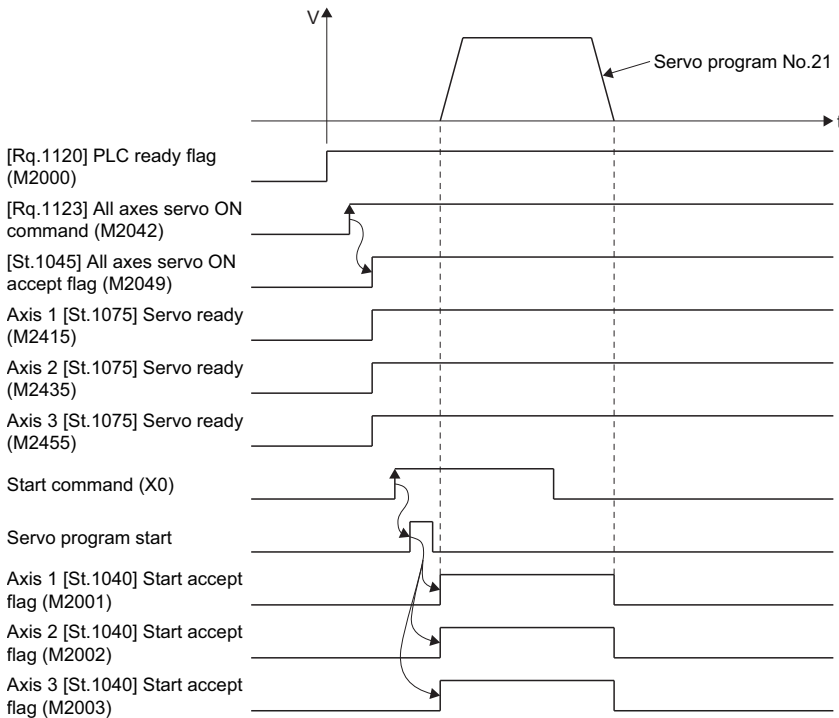 V
Servo program No.21
t
[Rq.1120] PLC ready flag
(M2000)
[Rq.1123] All axes servo ON
command (M2042)
[St.1045] All axes servo ON
accept flag (M2049)
Axis 1 [St.1075] Servo ready
(M2415)
Axis 2 [St.1075] Servo ready
(M2435)
Axis 3 [St.1075] Servo ready
(M2455)
Start command (X0)
Servo program start
Axis 1 [St.1040] Start accept
flag (M2001)
Axis 2 [St.1040] Start accept
flag (M2002)
Axis 3 [St.1040] Start accept
flag (M2003)